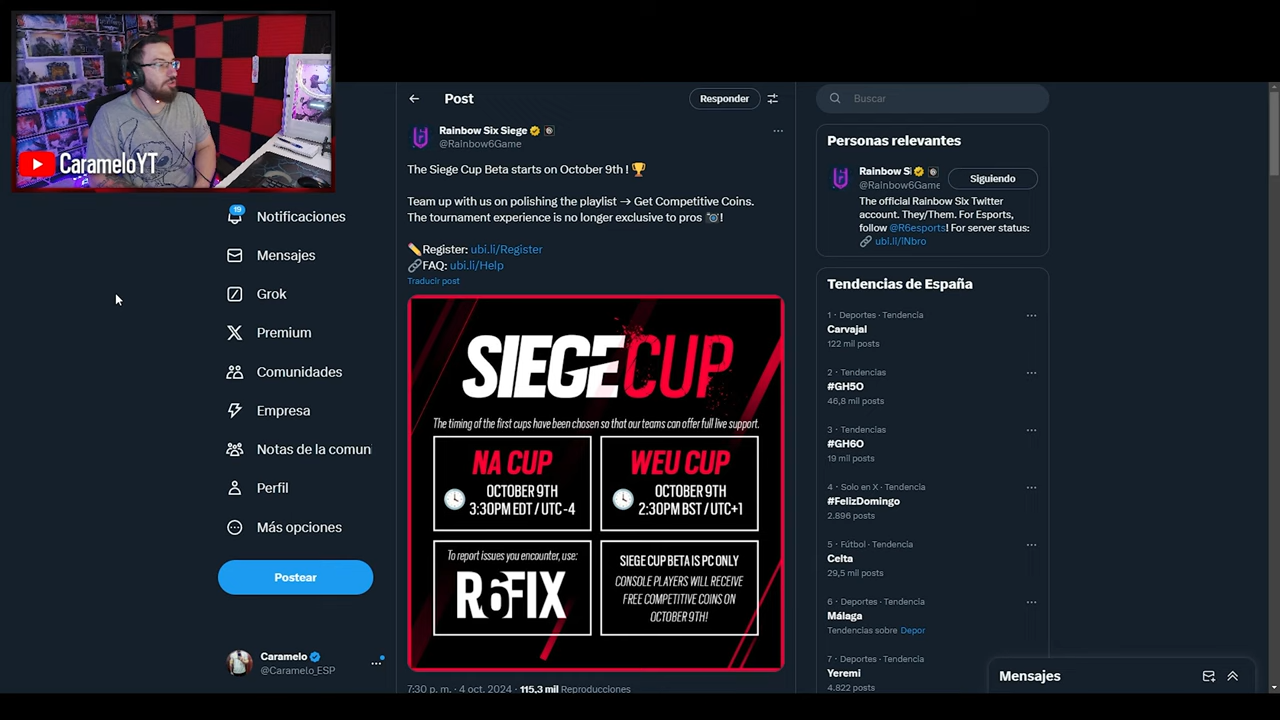 CarameloYT
19
Notificaciones
Mensajes
Grok
Premium
Comunidades
Empresa
Notas de la comuni
Perfil
Más opciones
Postear
Caramelo
@Caramelo_ESP
Post
Responder
Rainbow Six Siege
@Rainbow6Game
The Siege Cup Beta starts on October 9th ! 🏆
Team up with us on polishing the playlist → Get Competitive Coins.
The tournament experience is no longer exclusive to pros 🎯!
✏️Register: ubi.li/Register
🔗FAQ: ubi.li/Help
Traducir post
SIEGECUP
The timing of the first cups have been chosen so that our teams can offer full live support.
NA CUP
OCTOBER 9TH
3:30PM EDT / UTC-4
WEU CUP
OCTOBER 9TH
2:30PM BST / UTC+1
To report issues you encounter, use:
R6FIX
SIEGE CUP BETA IS PC ONLY
CONSOLE PLAYERS WILL RECEIVE
FREE COMPETITIVE COINS ON
OCTOBER 9TH!
7:30 p. m. · 4 oct. 2024 · 115,3 mil Reproducciones
Buscar
Personas relevantes
Rainbow Si
@Rainbow6Game
Siguiendo
The official Rainbow Six Twitter
account. They/Them. For Esports,
follow @R6esports! For server status:
🔗 ubi.li/lNbro
Tendencias de España
1 · Deportes · Tendencia
Carvajal
122 mil posts
2 · Tendencias
#GH5O
46,8 mil posts
3 · Tendencias
#GH6O
19 mil posts
4 · Solo en X · Tendencia
#FelizDomingo
2.896 posts
5 · Fútbol · Tendencia
Celta
29,5 mil posts
6 · Deportes · Tendencia
Málaga
Tendencias sobre Depor
7 · Deportes · Tendencia
Yeremi
4.822 posts
Mensajes